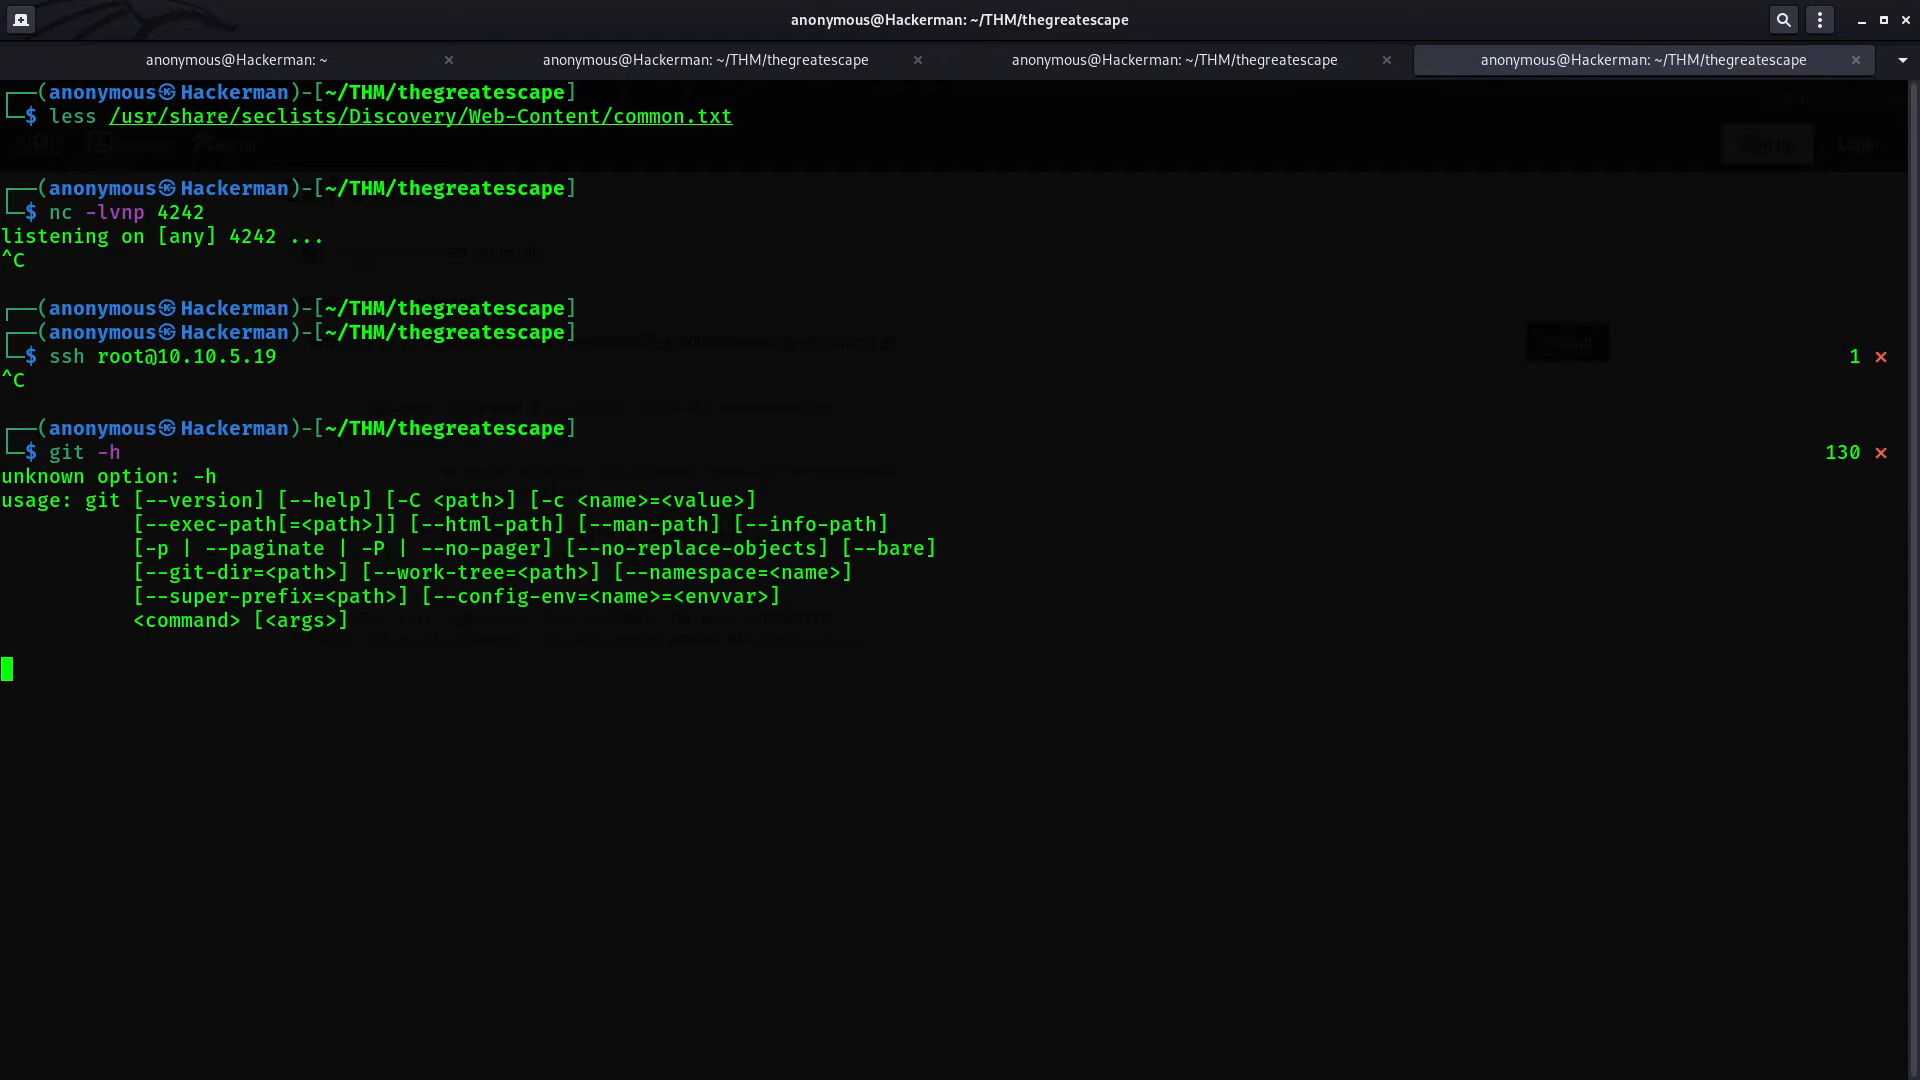 anonymous@Hackerman: ~/THM/thegreatescape
anonymous@Hackerman: ~
anonymous@Hackerman: ~/THM/thegreatescape
anonymous@Hackerman: ~/THM/thegreatescape
anonymous@Hackerman: ~/THM/thegreatescape
┌──(anonymous㉿Hackerman)-[~/THM/thegreatescape]
└─$ less /usr/share/seclists/Discovery/Web-Content/common.txt
┌──(anonymous㉿Hackerman)-[~/THM/thegreatescape]
└─$ nc -lvnp 4242
listening on [any] 4242 ...
^C
┌──(anonymous㉿Hackerman)-[~/THM/thegreatescape]
┌──(anonymous㉿Hackerman)-[~/THM/thegreatescape]
└─$ ssh root@10.10.5.19 1 ⨯
^C
┌──(anonymous㉿Hackerman)-[~/THM/thegreatescape]
└─$ git -h 130 ⨯
unknown option: -h
usage: git [--version] [--help] [-C <path>] [-c <name>=<value>]
[--exec-path[=<path>]] [--html-path] [--man-path] [--info-path]
[-p | --paginate | -P | --no-pager] [--no-replace-objects] [--bare]
[--git-dir=<path>] [--work-tree=<path>] [--namespace=<name>]
[--super-prefix=<path>] [--config-env=<name>=<envvar>]
<command> [<args>]